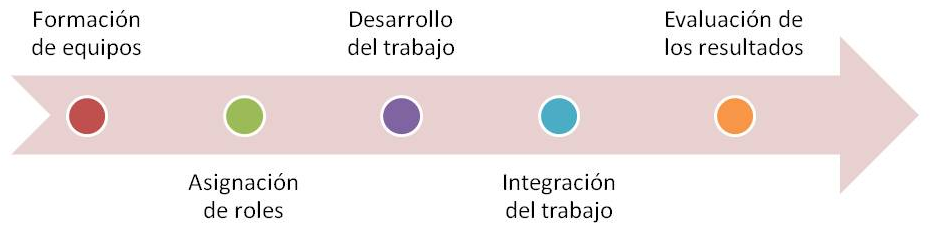 Formación
de equipos
Asignación
de roles
Desarrollo
del trabajo
Integración
del trabajo
Evaluación de
los resultados